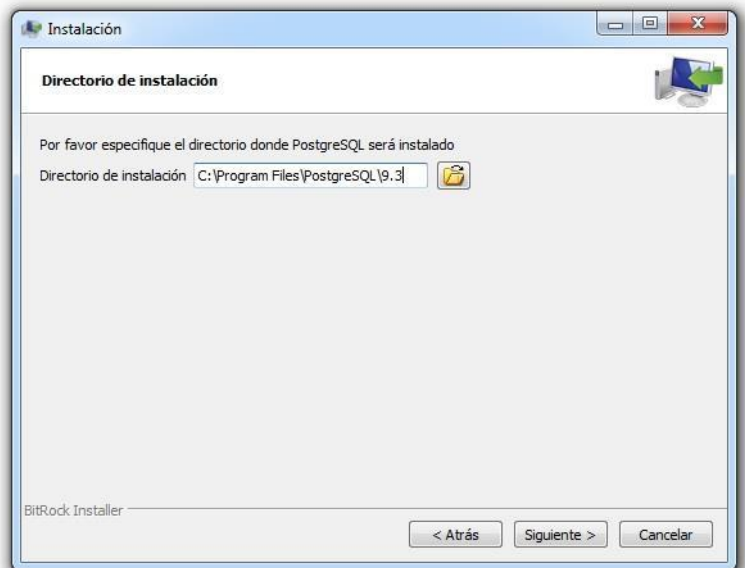 Instalación
Directorio de instalación
Por favor especifique el directorio donde PostgreSQL será instalado
Directorio de instalación C:\Program Files\PostgreSQL\9.3
BitRock Installer
< Atrás Siguiente > Cancelar